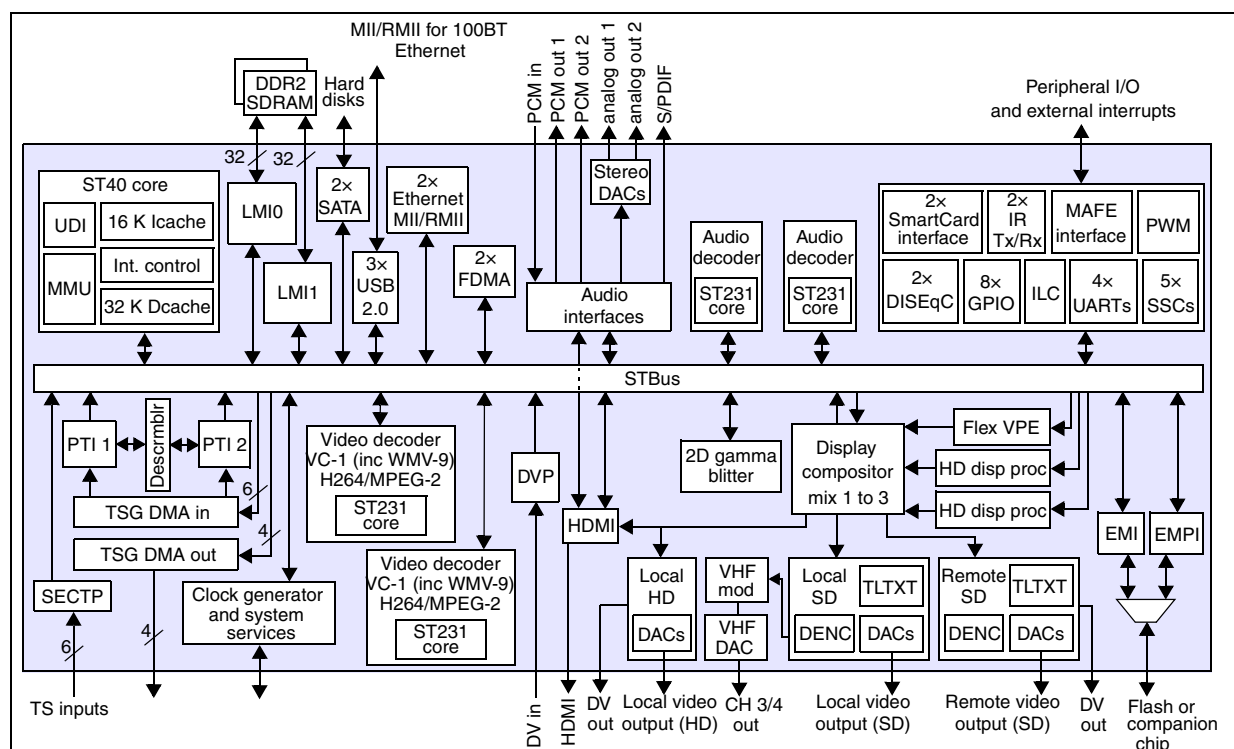 MII/RMII for 100BT
Ethernet
DDR2
SDRAM
Hard
disks
PCM in
PCM out 1
PCM out 2
analog out 1
analog out 2
S/PDIF
Peripheral I/O
and external interrupts
32
32
ST40 core
UDI
16 K Icache
MMU
Int. control
32 K Dcache
LMI0
LMI1
2×
SATA
3×
USB
2.0
2×
Ethernet
MII/RMII
2×
FDMA
Stereo
DACs
Audio
interfaces
Audio
decoder
ST231
core
Audio
decoder
ST231
core
2×
SmartCard
interface
2×
IR
Tx/Rx
MAFE
interface
PWM
2×
DISEqC
8×
GPIO
ILC
4×
UARTs
5×
SSCs
STBus
PTI 1
Descrmblr
PTI 2
TSG DMA in
6
TSG DMA out
4
SECTP
6
4
Clock generator
and system
services
Video decoder
VC-1 (inc WMV-9)
H264/MPEG-2
ST231
core
Video decoder
VC-1 (inc WMV-9)
H264/MPEG-2
ST231
core
DVP
HDMI
2D gamma
blitter
Display
compositor
mix 1 to 3
Flex VPE
HD disp proc
HD disp proc
EMI
EMPI
Local
HD
DACs
VHF
mod
VHF
DAC
Local
SD
TLTXT
DENC
DACs
Remote
SD
TLTXT
DENC
DACs
TS inputs
DV in
HDMI
DV
out
Local video
output (HD)
CH 3/4
out
Local video
output (SD)
Remote video
output (SD)
DV
out
Flash or
companion
chip